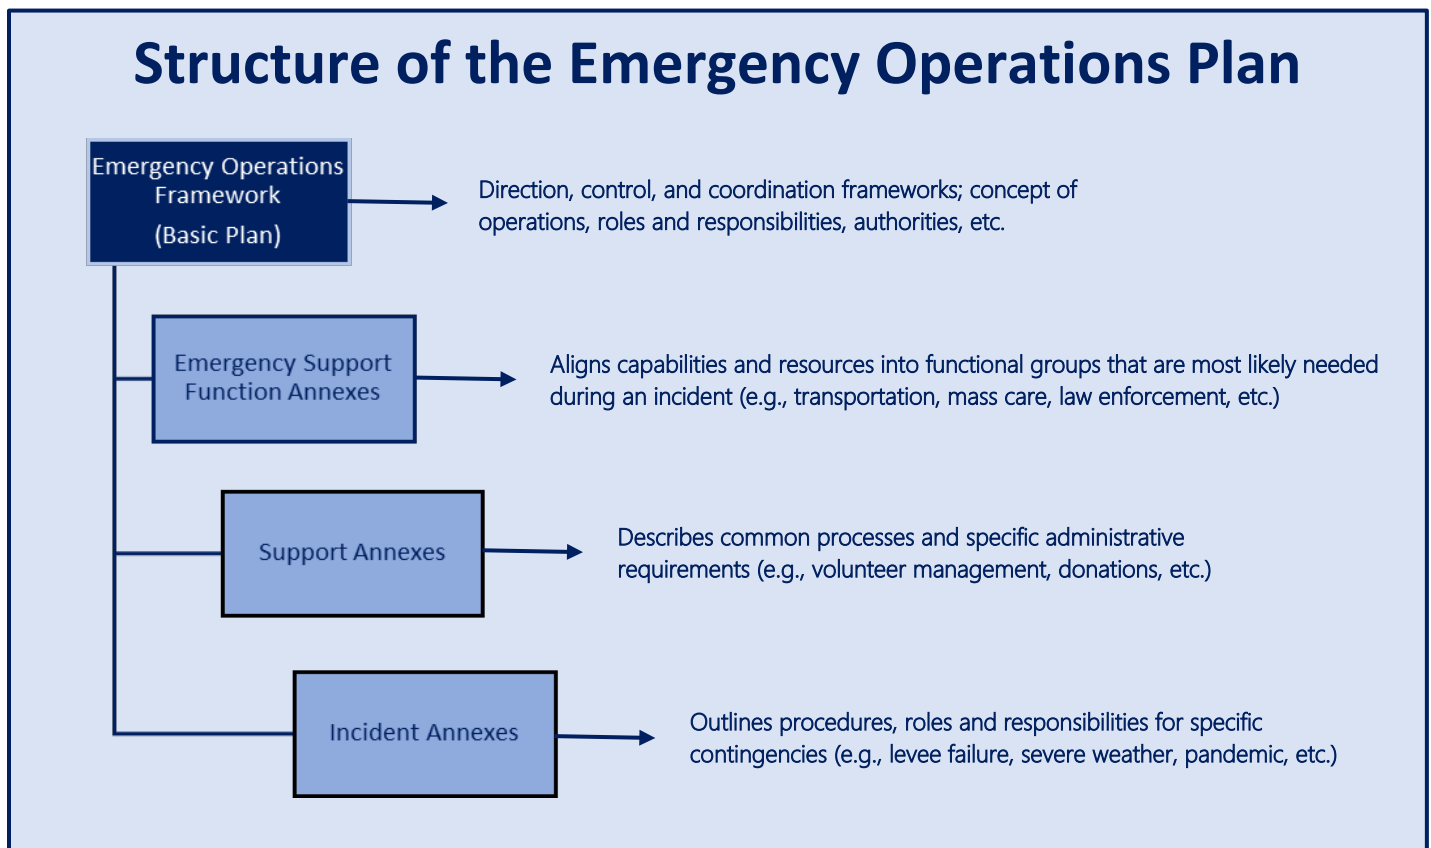 Structure of the Emergency Operations Plan
Emergency Operations
Framework
(Basic Plan)
Direction, control, and coordination frameworks; concept of
operations, roles and responsibilities, authorities, etc.
Emergency Support
Function Annexes
Aligns capabilities and resources into functional groups that are most likely needed
during an incident (e.g., transportation, mass care, law enforcement, etc.)
Support Annexes
Describes common processes and specific administrative
requirements (e.g., volunteer management, donations, etc.)
Incident Annexes
Outlines procedures, roles and responsibilities for specific
contingencies (e.g., levee failure, severe weather, pandemic, etc.)